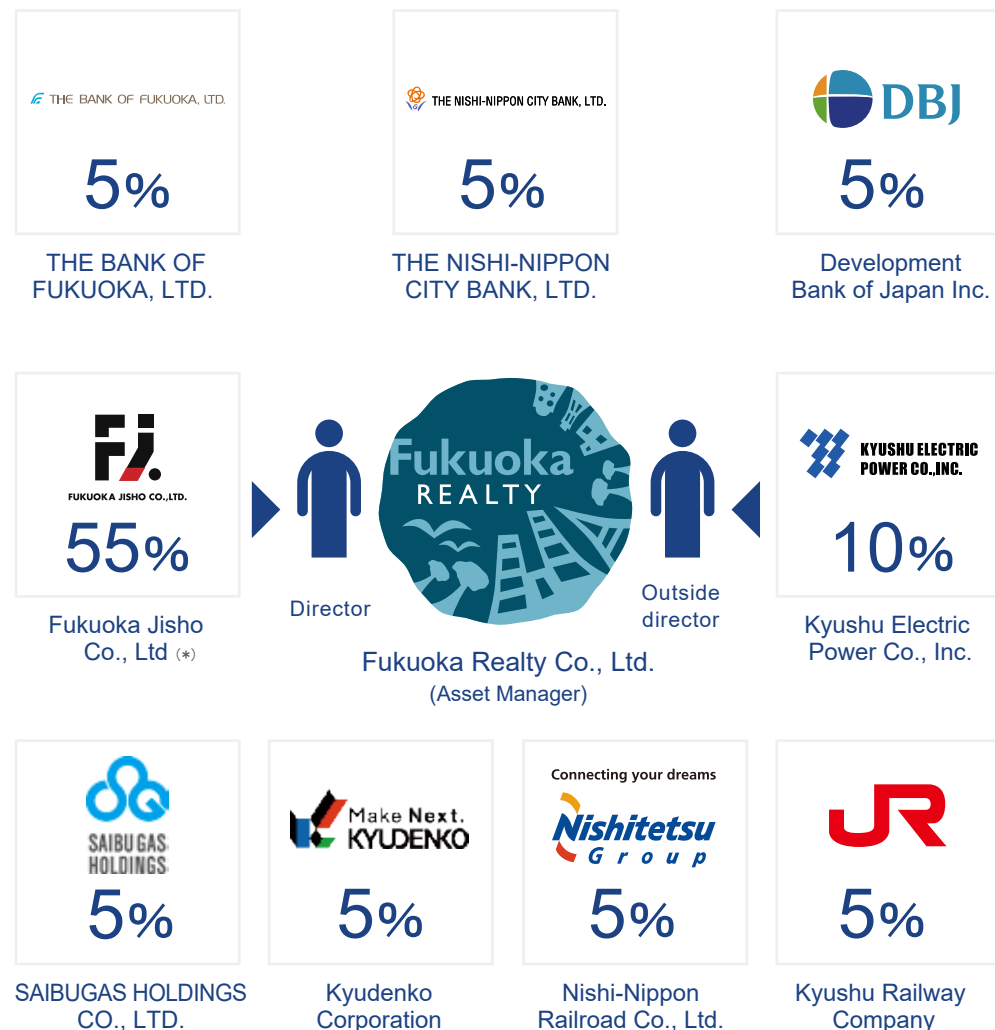 THE BANK OF FUKUOKA, LTD.
5%
THE BANK OF
FUKUOKA, LTD.
THE NISHI-NIPPON CITY BANK, LTD.
5%
THE NISHI-NIPPON
CITY BANK, LTD.
DBJ
5%
Development
Bank of Japan Inc.
FJ.
FUKUOKA JISHO CO.,LTD.
55%
Fukuoka Jisho
Co., Ltd (*)
Director
Fukuoka
REALTY
Fukuoka Realty Co., Ltd.
(Asset Manager)
Outside
director
KYUSHU ELECTRIC
POWER CO.,INC.
10%
Kyushu Electric
Power Co., Inc.
SAIBU GAS
HOLDINGS
5%
SAIBUGAS HOLDINGS
CO., LTD.
Make Next.
KYUDENKO
5%
Kyudenko
Corporation
Connecting your dreams
Nishitetsu
Group
5%
Nishi-Nippon
Railroad Co., Ltd.
JR
5%
Kyushu Railway
Company